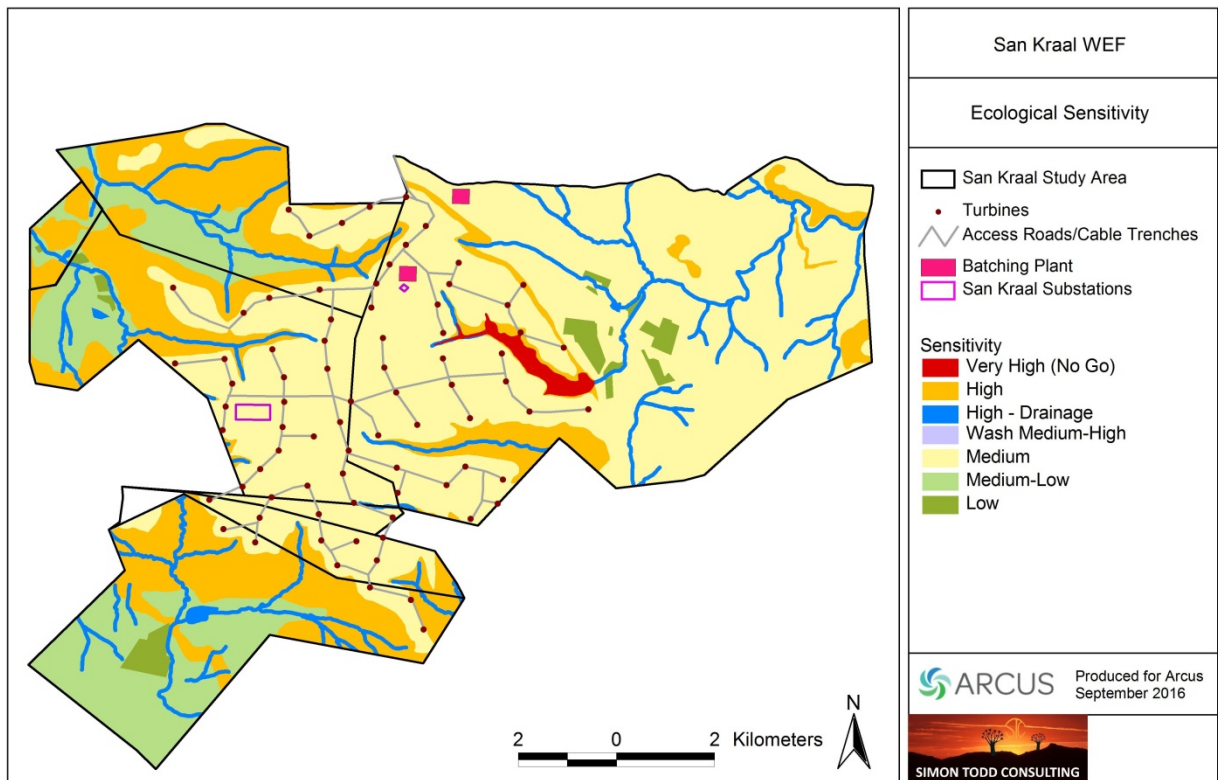 San Kraal WEF
Ecological Sensitivity
San Kraal Study Area
Turbines
Access Roads/Cable Trenches
Batching Plant
San Kraal Substations
Sensitivity
Very High (No Go)
High
High - Drainage
Wash Medium-High
Medium
Medium-Low
Low
N
2 0 2 Kilometers
ARCUS
Produced for Arcus
September 2016
SIMON TODD CONSULTING